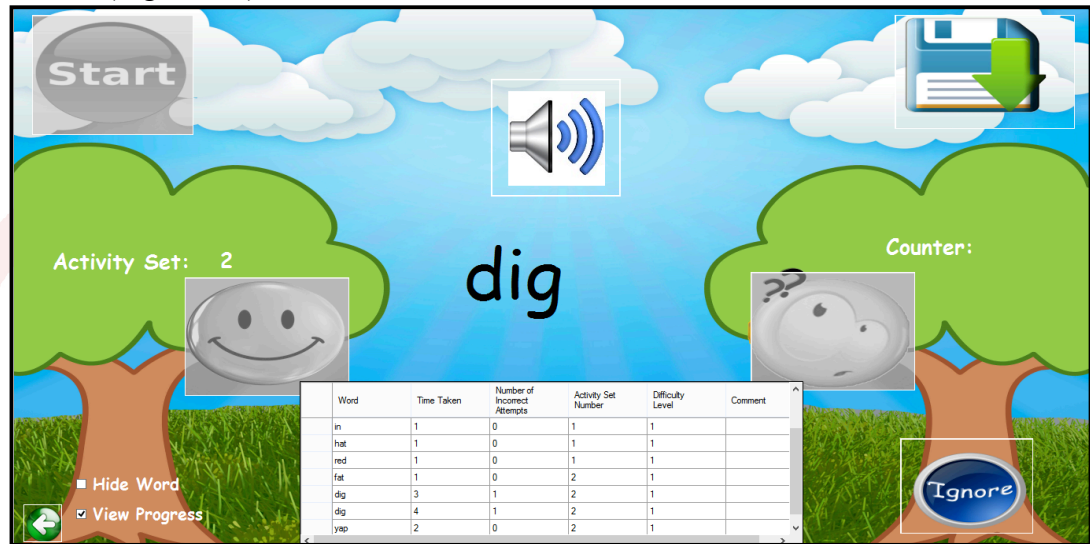 Start
Activity Set: 2
Counter:
dig
??
Word Time Taken Number of Incorrect Attempts Activity Set Number Difficulty Level Comment
in 1 0 1 1
hat 1 0 1 1
red 1 0 1 1
fat 1 0 2 1
dig 3 1 2 1
dig 4 1 2 1
yap 2 0 2 1
Hide Word
View Progress
Ignore